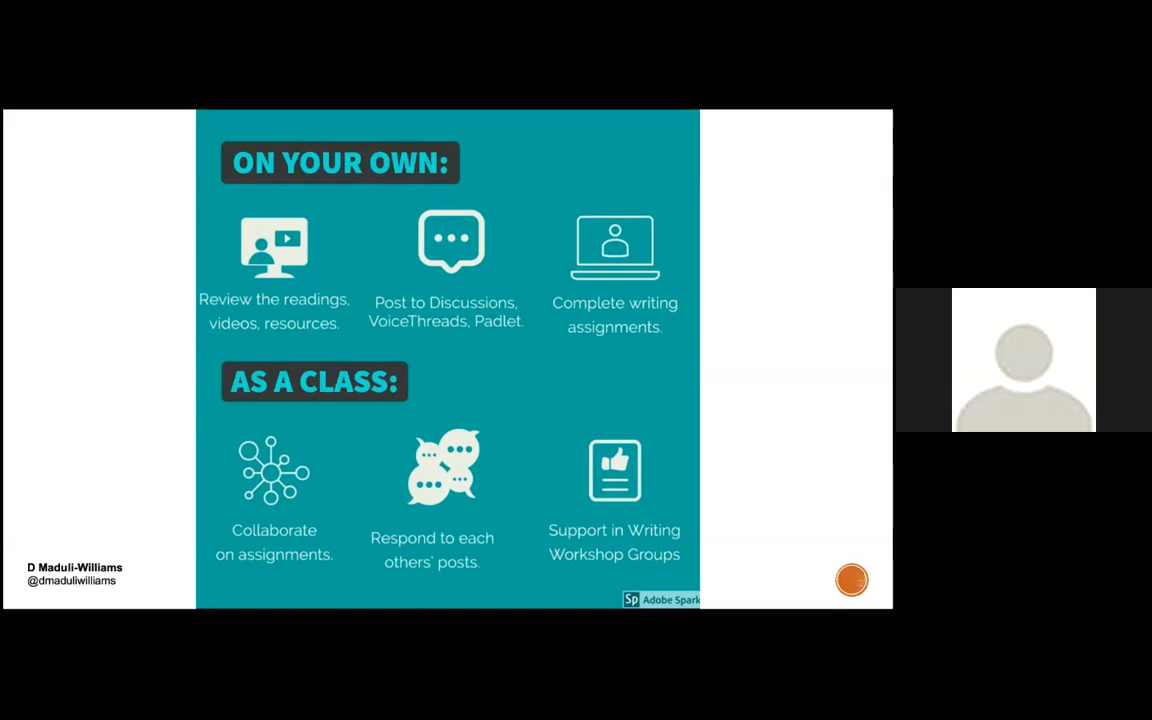 ON YOUR OWN:
Review the readings,
videos, resources.
Post to Discussions,
VoiceThreads, Padlet.
Complete writing
assignments.
AS A CLASS:
Collaborate
on assignments.
Respond to each
others' posts.
Support in Writing
Workshop Groups
D Maduli-Williams
@dmaduliwilliams
Sp Adobe Spark